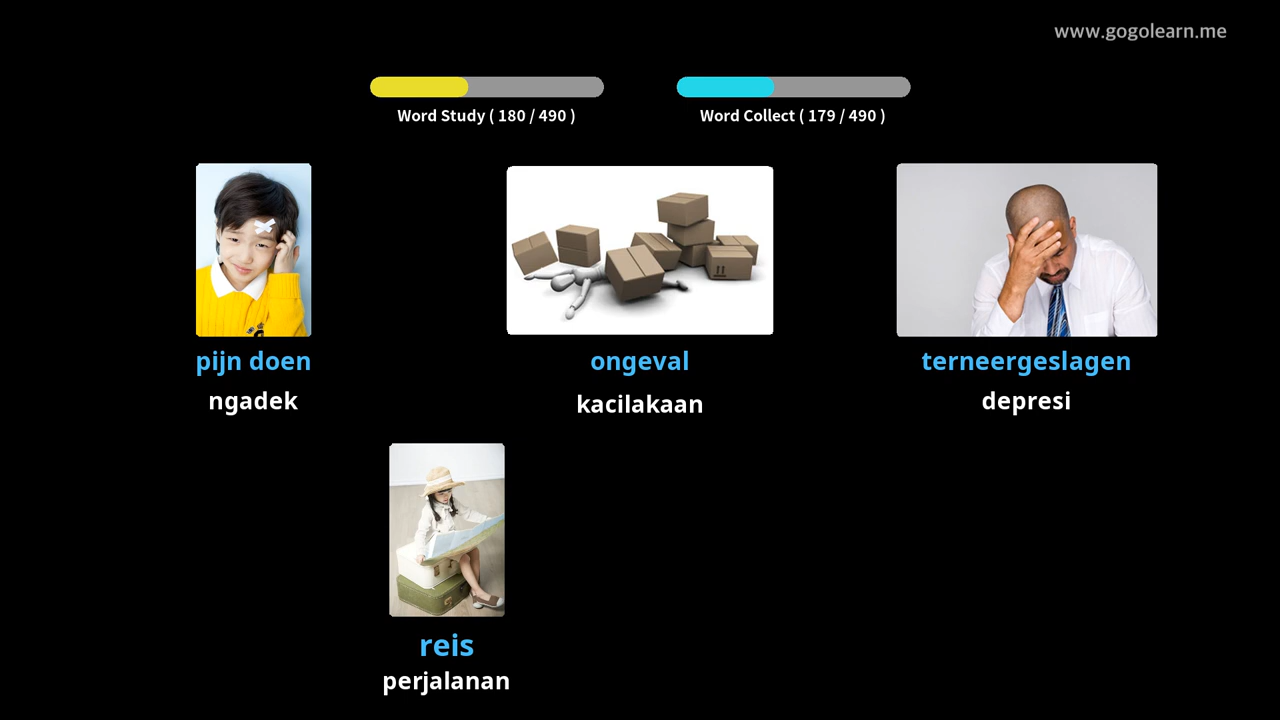 www.gogolearn.me
Word Study ( 180 / 490 )
Word Collect ( 179 / 490 )
pijn doen
ngadek
ongeval
kacilakaan
terneergeslagen
depresi
reis
perjalanan